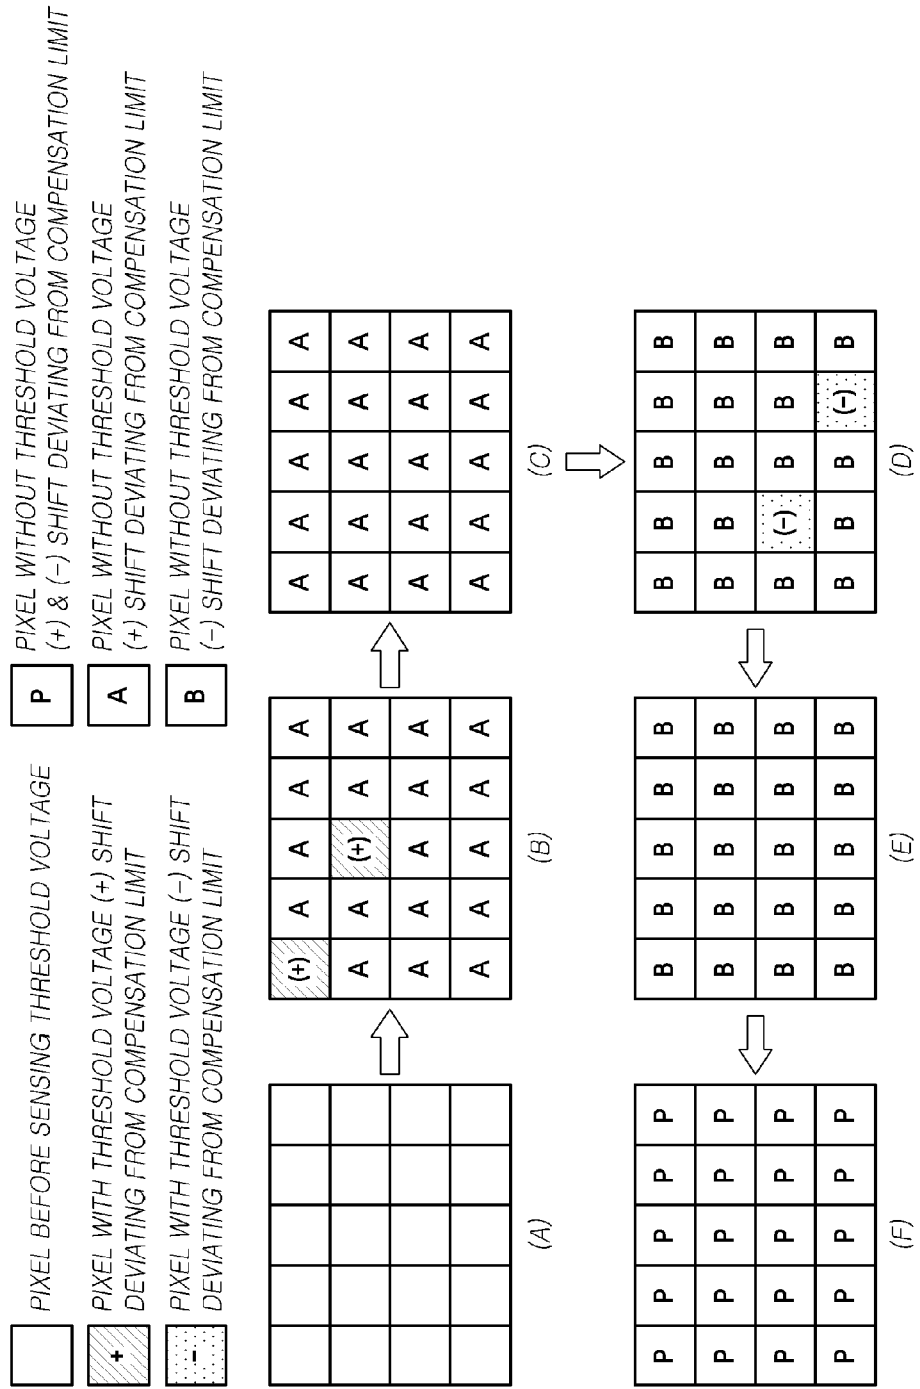 PIXEL BEFORE SENSING THRESHOLD VOLTAGE
+
PIXEL WITH THRESHOLD VOLTAGE (+) SHIFT
DEVIATING FROM COMPENSATION LIMIT
-
PIXEL WITH THRESHOLD VOLTAGE (-) SHIFT
DEVIATING FROM COMPENSATION LIMIT
P
PIXEL WITHOUT THRESHOLD VOLTAGE
(+) & (-) SHIFT DEVIATING FROM COMPENSATION LIMIT
A
PIXEL WITHOUT THRESHOLD VOLTAGE
(+) SHIFT DEVIATING FROM COMPENSATION LIMIT
B
PIXEL WITHOUT THRESHOLD VOLTAGE
(-) SHIFT DEVIATING FROM COMPENSATION LIMIT
(A)
(+) A A A A
A A (+) A A
A A A A A
A A A A A
(B)
A A A A A
A A A A A
A A A A A
A A A A A
(C)
B B B B B
B B B B B
B (-) B B B
B B B (-) B
(D)
B B B B B
B B B B B
B B B B B
B B B B B
(E)
P P P P P
P P P P P
P P P P P
P P P P P
(F)